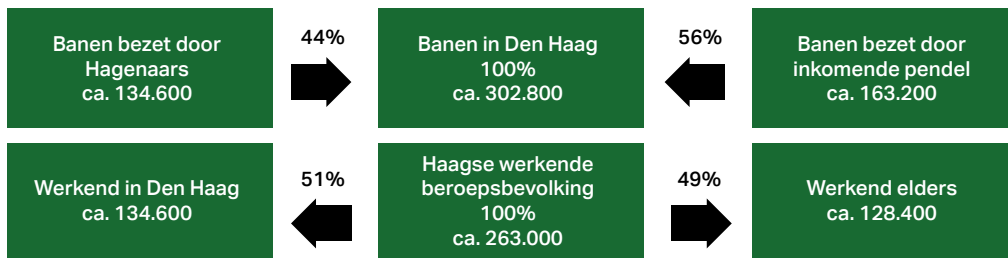 Banen bezet door
Hagenaars
ca. 134.600
44%
Banen in Den Haag
100%
ca. 302.800
56%
Banen bezet door
inkomende pendel
ca. 163.200
Werkend in Den Haag
ca. 134.600
51%
Haagse werkende
beroepsbevolking
100%
ca. 263.000
49%
Werkend elders
ca. 128.400